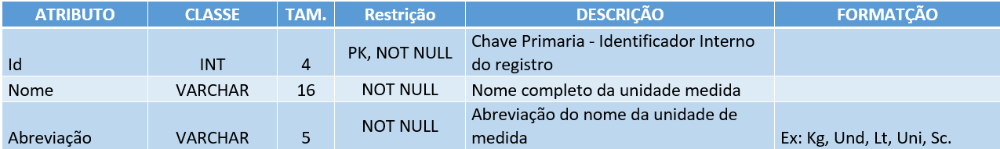 ATRIBUTO CLASSE TAM. Restrição DESCRIÇÃO FORMATÇÃO
Id INT 4 PK, NOT NULL Chave Primaria - Identificador Interno
do registro
Nome VARCHAR 16 NOT NULL Nome completo da unidade medida
Abreviação VARCHAR 5 NOT NULL Abreviação do nome da unidade de
medida Ex: Kg, Und, Lt, Uni, Sc.